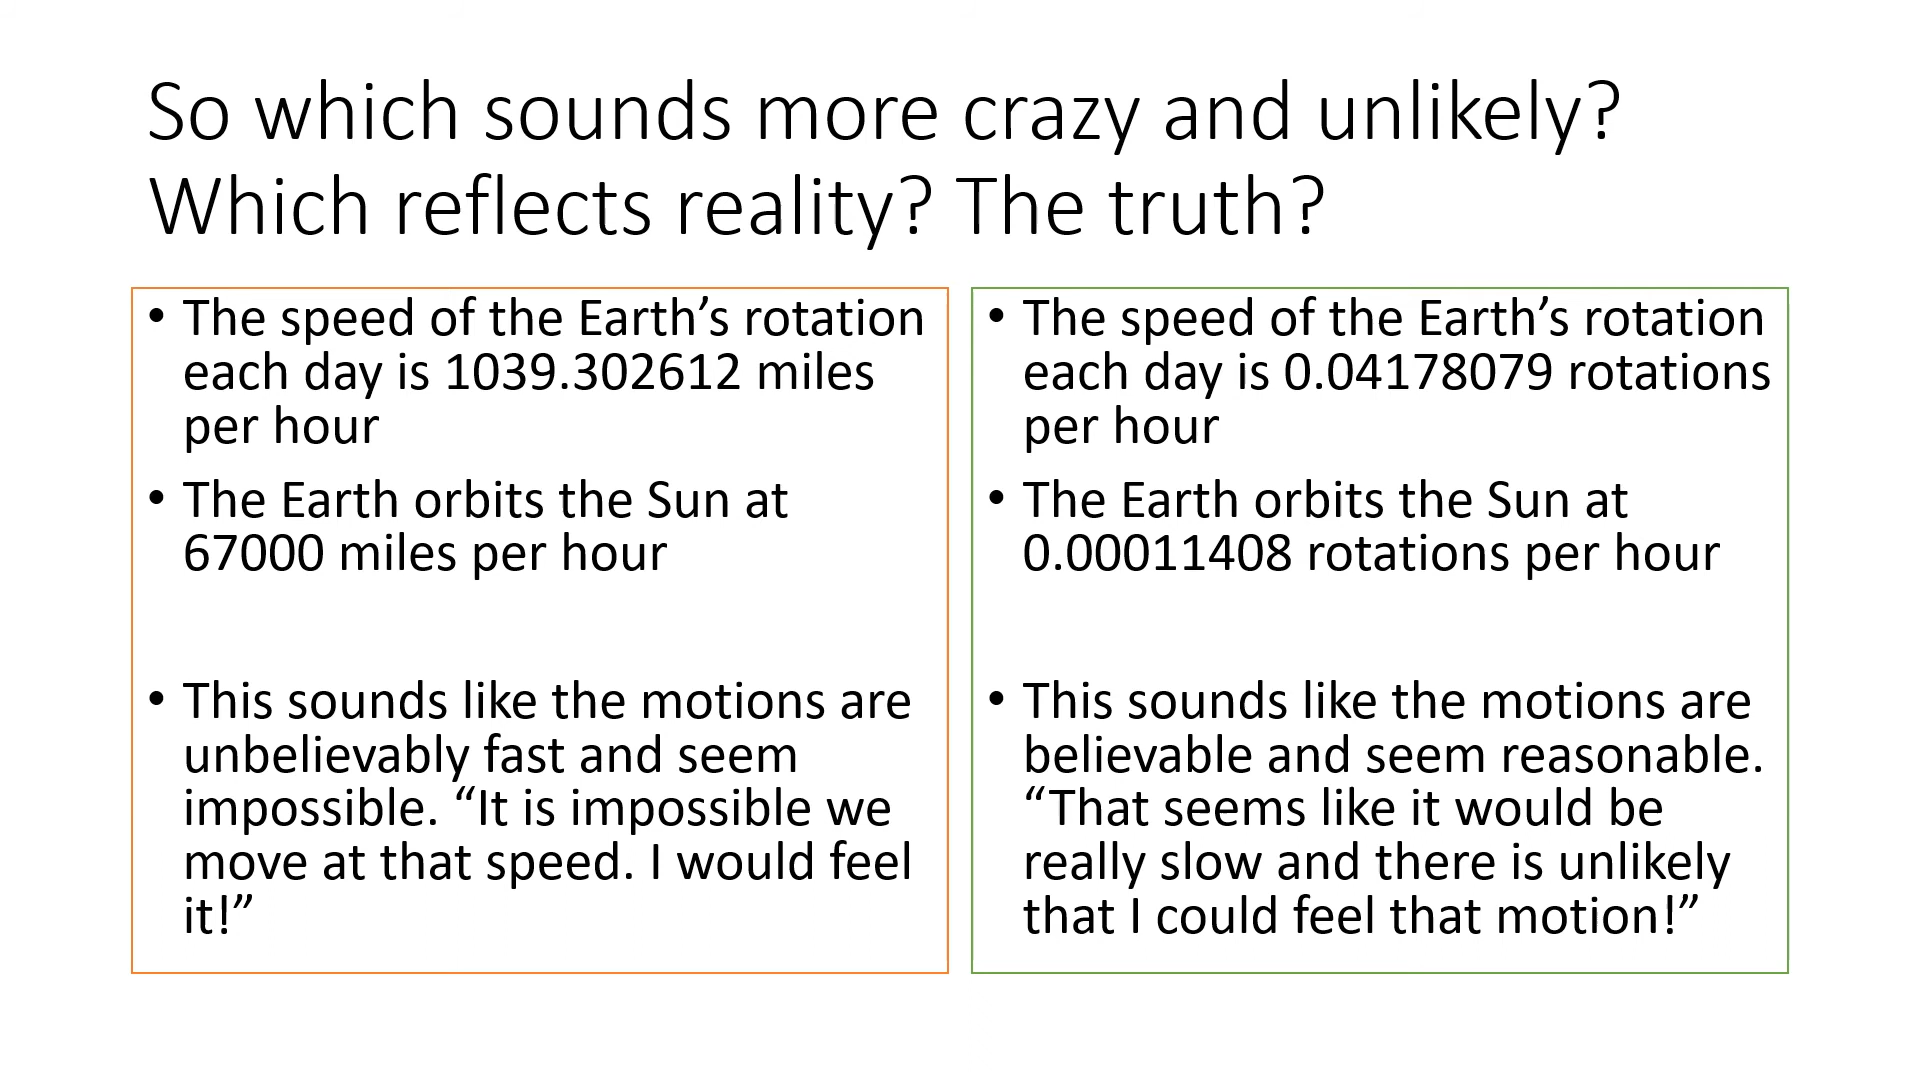 So which sounds more crazy and unlikely?
Which reflects reality? The truth?
• The speed of the Earth’s rotation
each day is 1039.302612 miles
per hour
• The Earth orbits the Sun at
67000 miles per hour
• This sounds like the motions are
unbelievably fast and seem
impossible. “It is impossible we
move at that speed. I would feel
it!”
• The speed of the Earth’s rotation
each day is 0.04178079 rotations
per hour
• The Earth orbits the Sun at
0.00011408 rotations per hour
• This sounds like the motions are
believable and seem reasonable.
“That seems like it would be
really slow and there is unlikely
that I could feel that motion!”